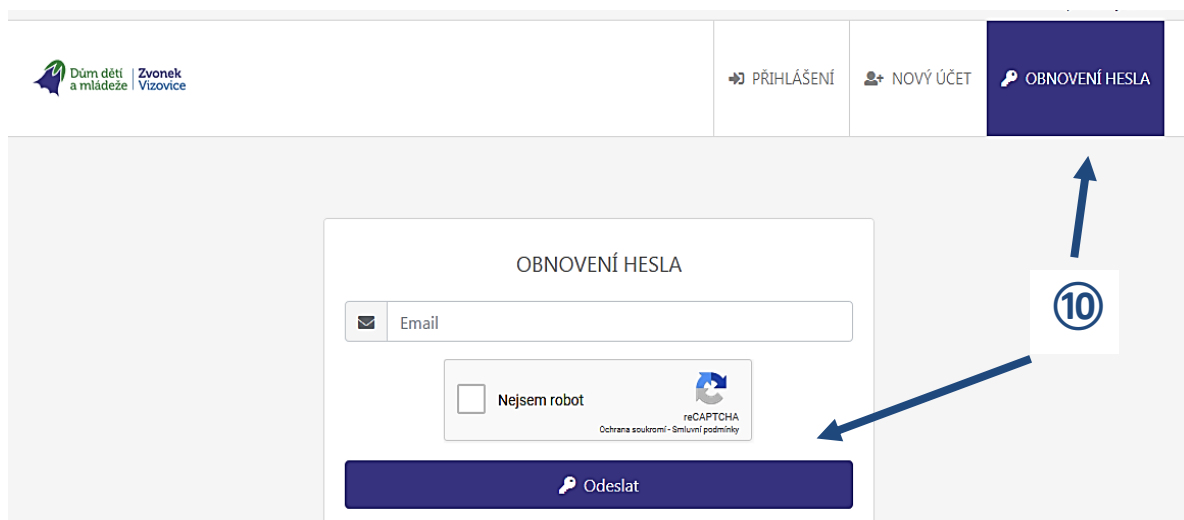 Dům dětí | Zvonek
a mládeže | Vizovice
PŘIHLÁŠENÍ
NOVÝ ÚČET
OBNOVENÍ HESLA
OBNOVENÍ HESLA
Email
⑩
Nejsem robot
reCAPTCHA
Ochrana soukromí - Smluvní podmínky
Odeslat